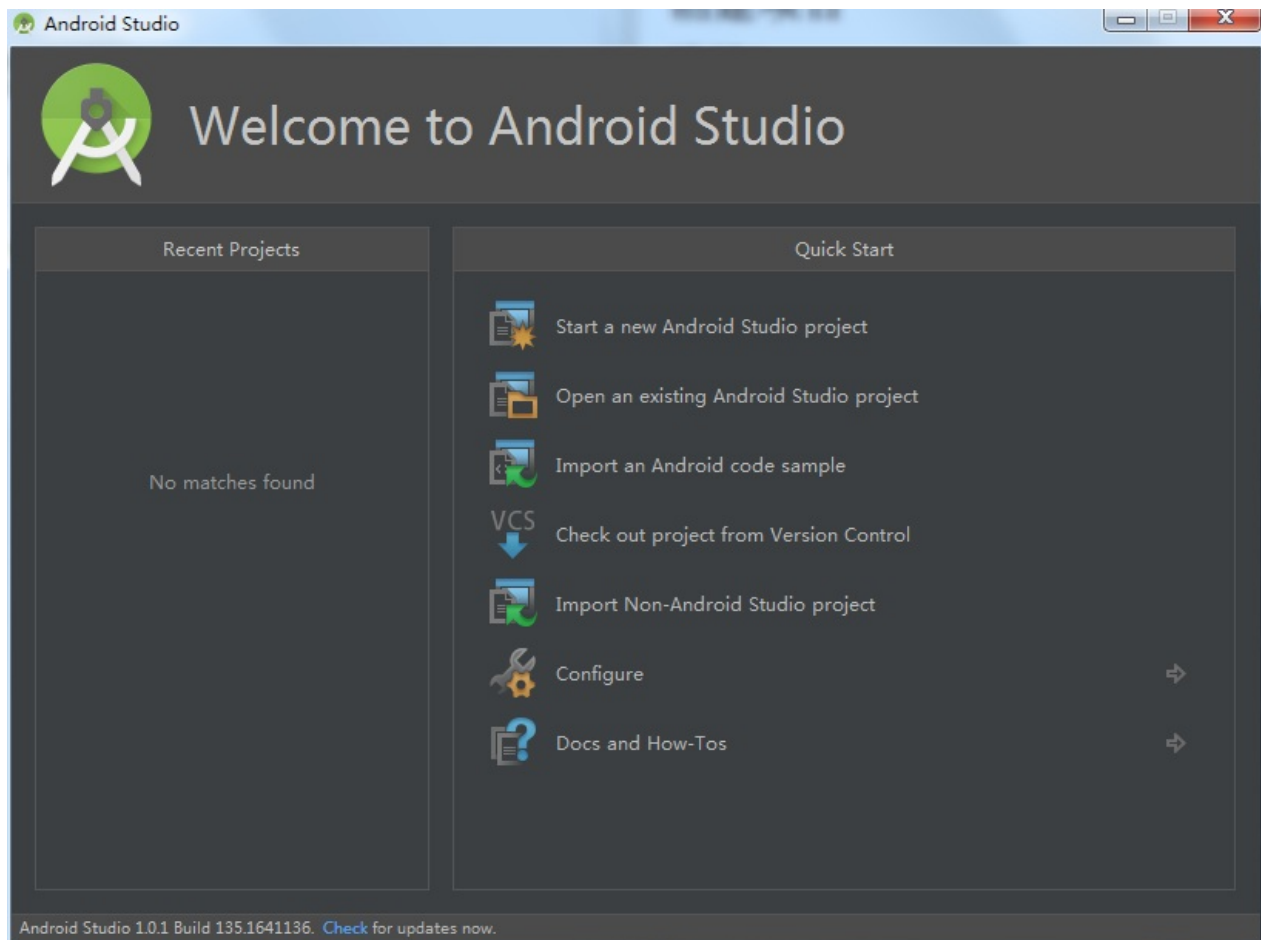 Android Studio
Welcome to Android Studio
Recent Projects
No matches found
Quick Start
Start a new Android Studio project
Open an existing Android Studio project
Import an Android code sample
VCS
Check out project from Version Control
Import Non-Android Studio project
Configure
Docs and How-Tos
Android Studio 1.0.1 Build 135.1641136. Check for updates now.